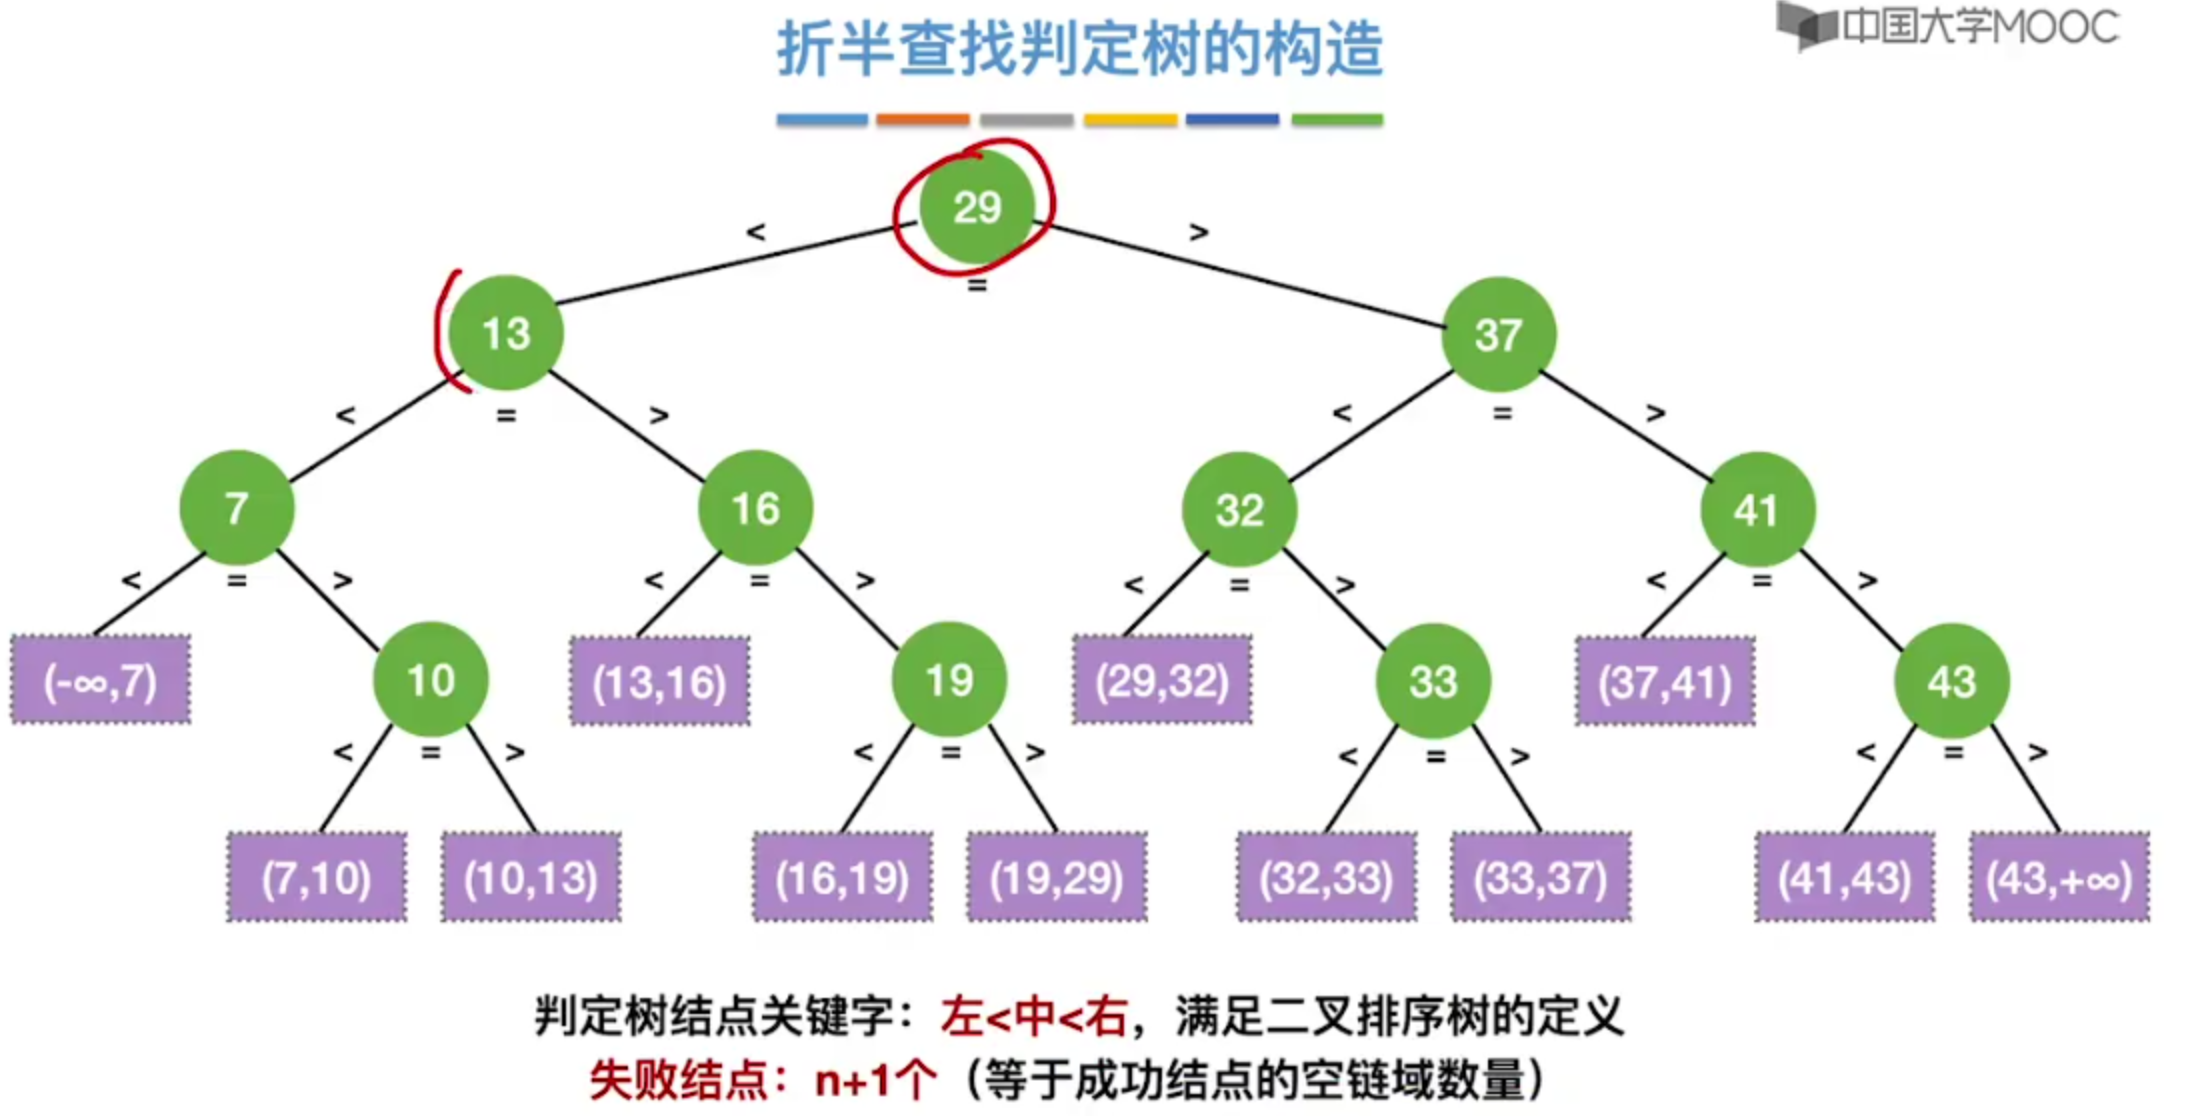 折半查找判定树的构造
中国大学MOOC
29
< >
=
13 37
< = > < = >
7 16 32 41
< = > < = > < = > < = >
(-∞,7) 10 (13,16) 19 (29,32) 33 (37,41) 43
< = > < = > < = > < = >
(7,10) (10,13) (16,19) (19,29) (32,33) (33,37) (41,43) (43,+∞)
判定树结点关键字：左<中<右，满足二叉排序树的定义
失败结点：n+1个（等于成功结点的空链域数量）